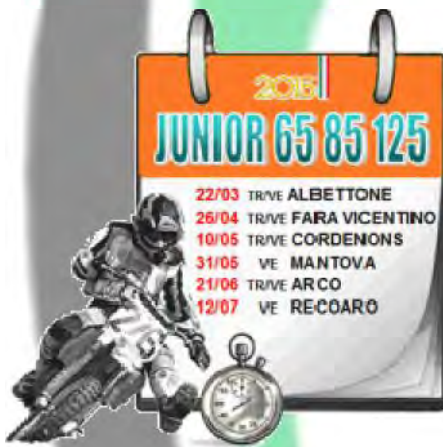 2015
JUNIOR 65 85 125
22/03 TR/VE ALBETTONE
26/04 TR/VE FARA VICENTINO
10/05 TR/VE CORDENONS
31/05 VE MANTOVA
21/06 TR/VE ARCO
12/07 VE RECOARO